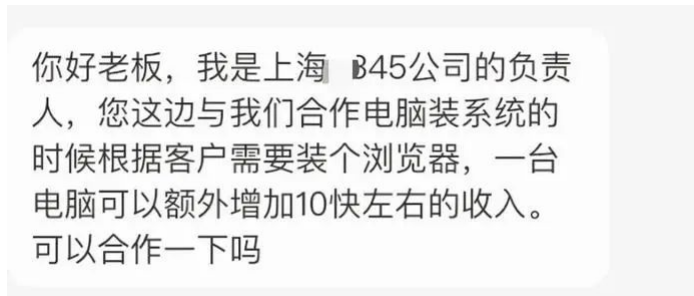 你好老板，我是上海 345公司的负责
人，您这边与我们合作电脑装系统的
时候根据客户需要装个浏览器，一台
电脑可以额外增加10快左右的收入。
可以合作一下吗